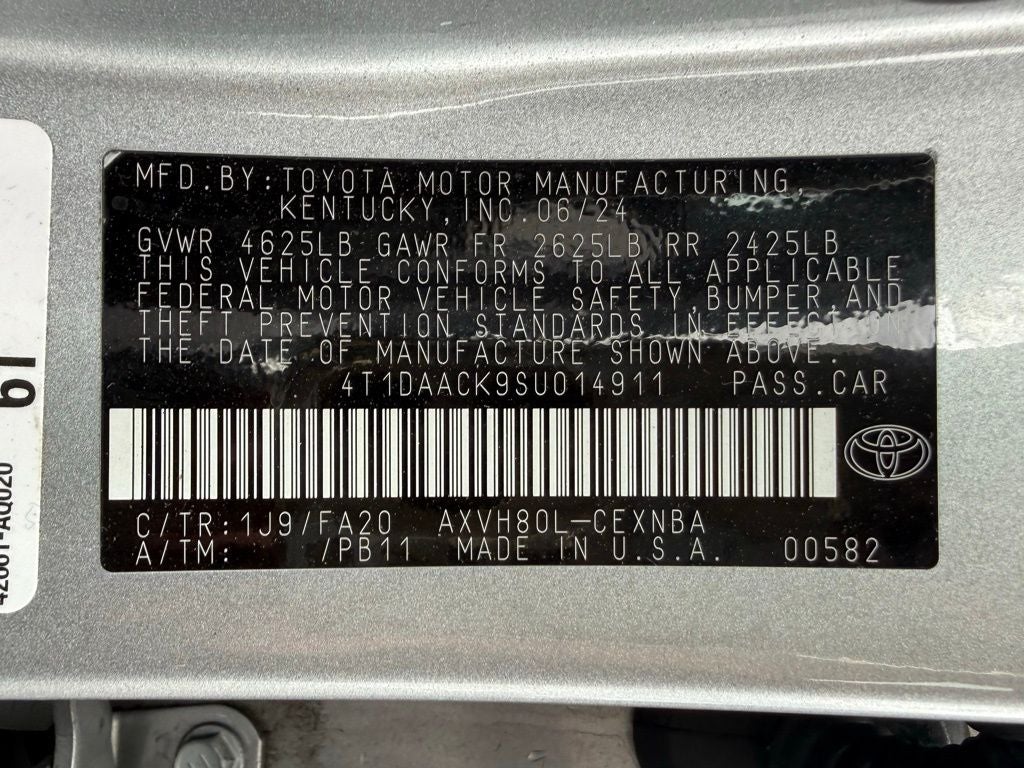 MFD.BY:TOYOTA MOTOR MANUFACTURING,
KENTUCKY,INC.06/24
GVWR 4625LB GAWR FR 2625LB RR 2425LB
THIS VEHICLE CONFORMS TO ALL APPLICABLE
FEDERAL MOTOR VEHICLE SAFETY,BUMPER,AND
THEFT PREVENTION STANDARDS IN EFFECT ON
THE DATE OF MANUFACTURE SHOWN ABOVE.
4T1DAACK9SU014911 PASS.CAR
C/TR:1J9/FA20 AXVH80L-CEXNBA
A/TM: /PB11 MADE IN U.S.A. 00582